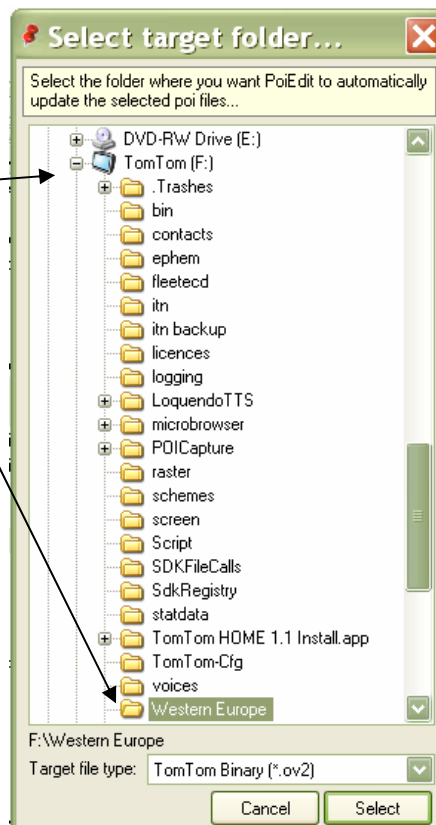 Select target folder...
Select the folder where you want PoiEdit to automatically
update the selected poi files...
DVD-RW Drive (E:)
TomTom (F:)
.Trashes
bin
contacts
ephem
fleetecd
itn
itn backup
licences
logging
LoquendoTTS
microbrowser
POICapture
raster
schemes
screen
Script
SDKFileCalls
SdkRegistry
statdata
TomTom HOME 1.1 Install.app
TomTom-Cfg
voices
Western Europe
F:\Western Europe
Target file type: TomTom Binary (*.ov2)
Cancel Select